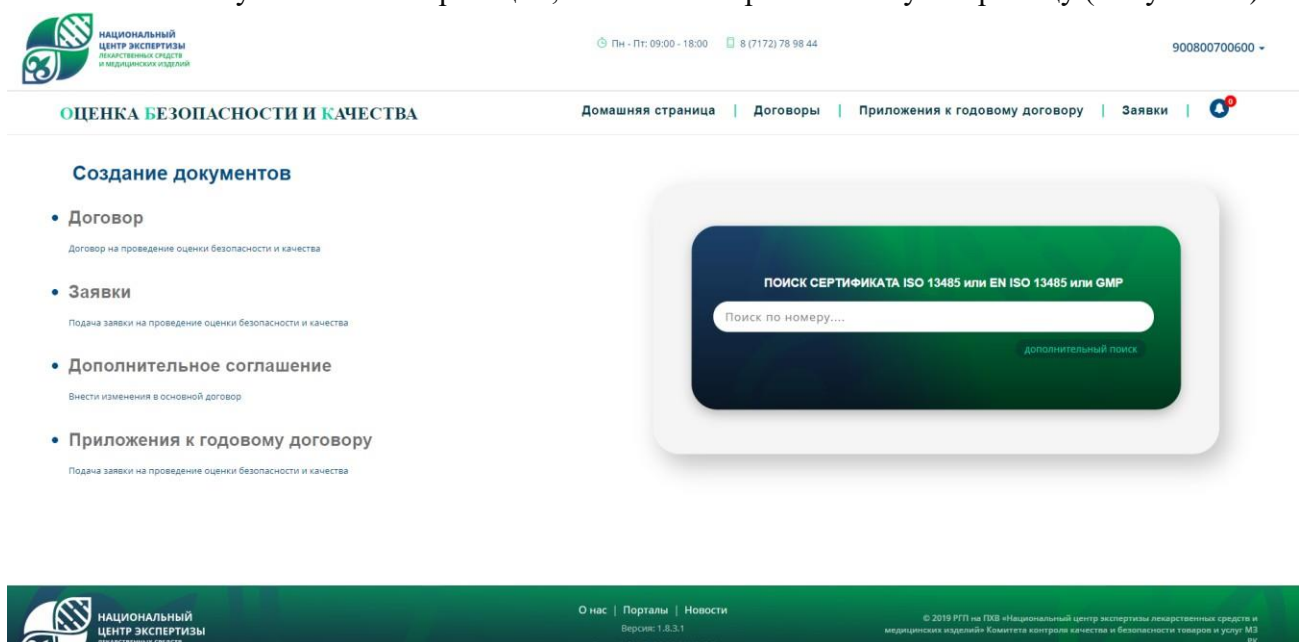 НАЦИОНАЛЬНЫЙ
ЦЕНТР ЭКСПЕРТИЗЫ
ЛЕКАРСТВЕННЫХ СРЕДСТВ
И МЕДИЦИНСКИХ ИЗДЕЛИЙ
Пн - Пт: 09:00 - 18:00
8 (7172) 78 98 44
900800700600
ОЦЕНКА БЕЗОПАСНОСТИ И КАЧЕСТВА
Домашняя страница | Договоры | Приложения к годовому договору | Заявки |
0
Создание документов
• Договор
Договор на проведение оценки безопасности и качества
• Заявки
Подача заявки на проведение оценки безопасности и качества
• Дополнительное соглашение
Внести изменения в основной договор
• Приложения к годовому договору
Подача заявки на проведение оценки безопасности и качества
ПОИСК СЕРТИФИКАТА ISO 13485 или EN ISO 13485 или GMP
Поиск по номеру....
дополнительный поиск
НАЦИОНАЛЬНЫЙ
ЦЕНТР ЭКСПЕРТИЗЫ
О нас | Порталы | Новости
Версия: 1.8.3.1
© 2019 РГП на ПХВ «Национальный центр экспертизы лекарственных средств и
медицинских изделий» Комитета контроля качества и безопасности товаров и услуг МЗ
РК